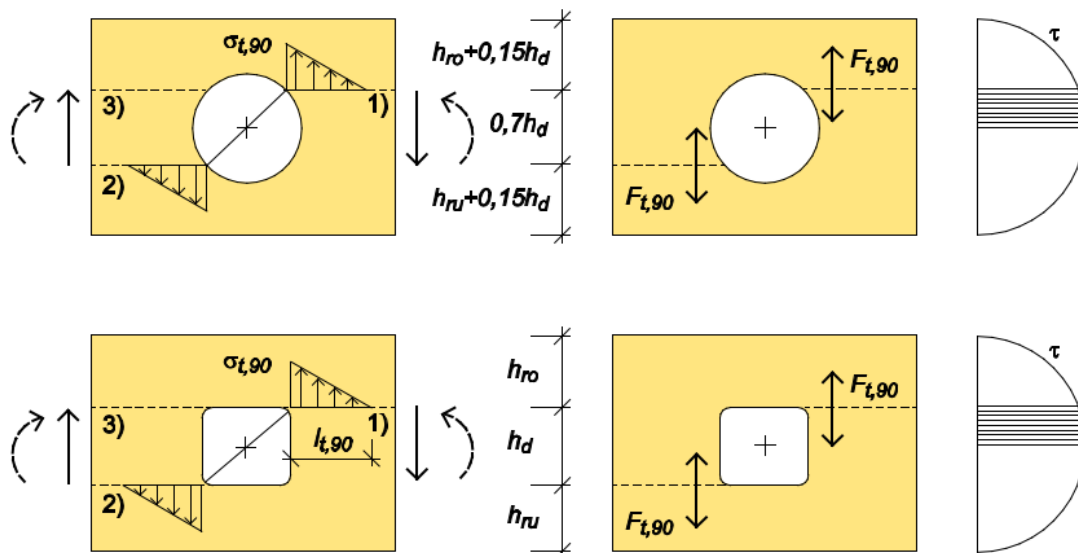 σt,90
3)
1)
2)
hro+0,15hd
0,7hd
hru+0,15hd
Ft,90
Ft,90
τ
σt,90
3)
1)
lt,90
2)
hro
hd
hru
Ft,90
Ft,90
τ